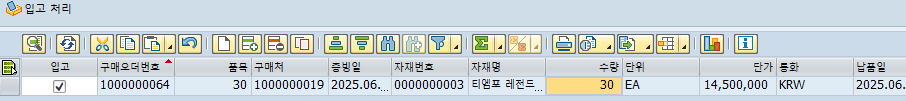 입고 처리
입고 구매오더번호 품목 구매처 증빙일 자재번호 자재명 수량 단위 단가 통화 납품일
1000000064 30 1000000019 2025.06... 0000000003 티엠포 레전드... 30 EA 14,500,000 KRW 2025.06...